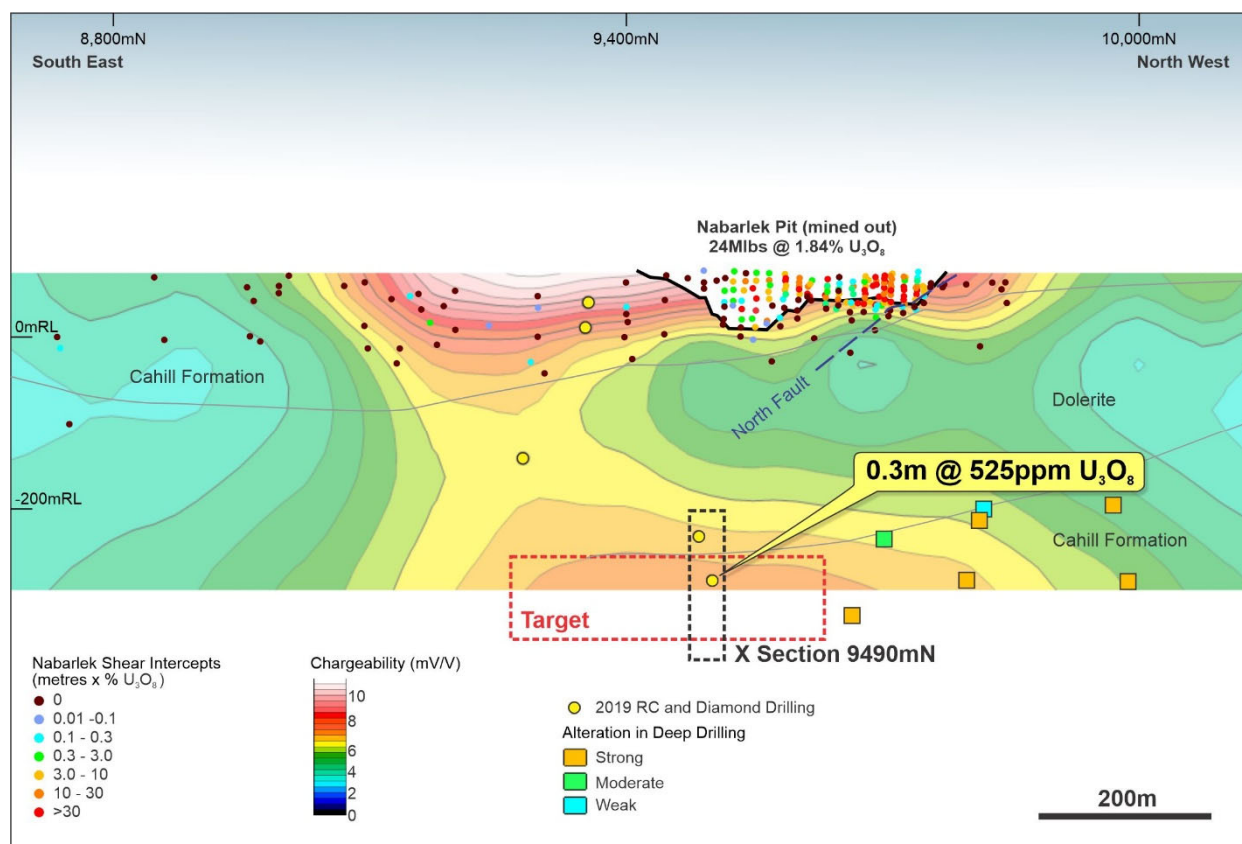 8,800mN
9,400mN
10,000mN
South East
North West
Nabarlek Pit (mined out)
24Mlbs @ 1.84% U₃O₈
0mRL
Cahill Formation
North Fault
Dolerite
0.3m @ 525ppm U₃O₈
-200mRL
Cahill Formation
Target
X Section 9490mN
Nabarlek Shear Intercepts
(metres x % U₃O₈)
0
0.01 -0.1
0.1 - 0.3
0.3 - 3.0
3.0 - 10
10 - 30
>30
Chargeability (mV/V)
10
8
6
4
2
0
2019 RC and Diamond Drilling
Alteration in Deep Drilling
Strong
Moderate
Weak
200m